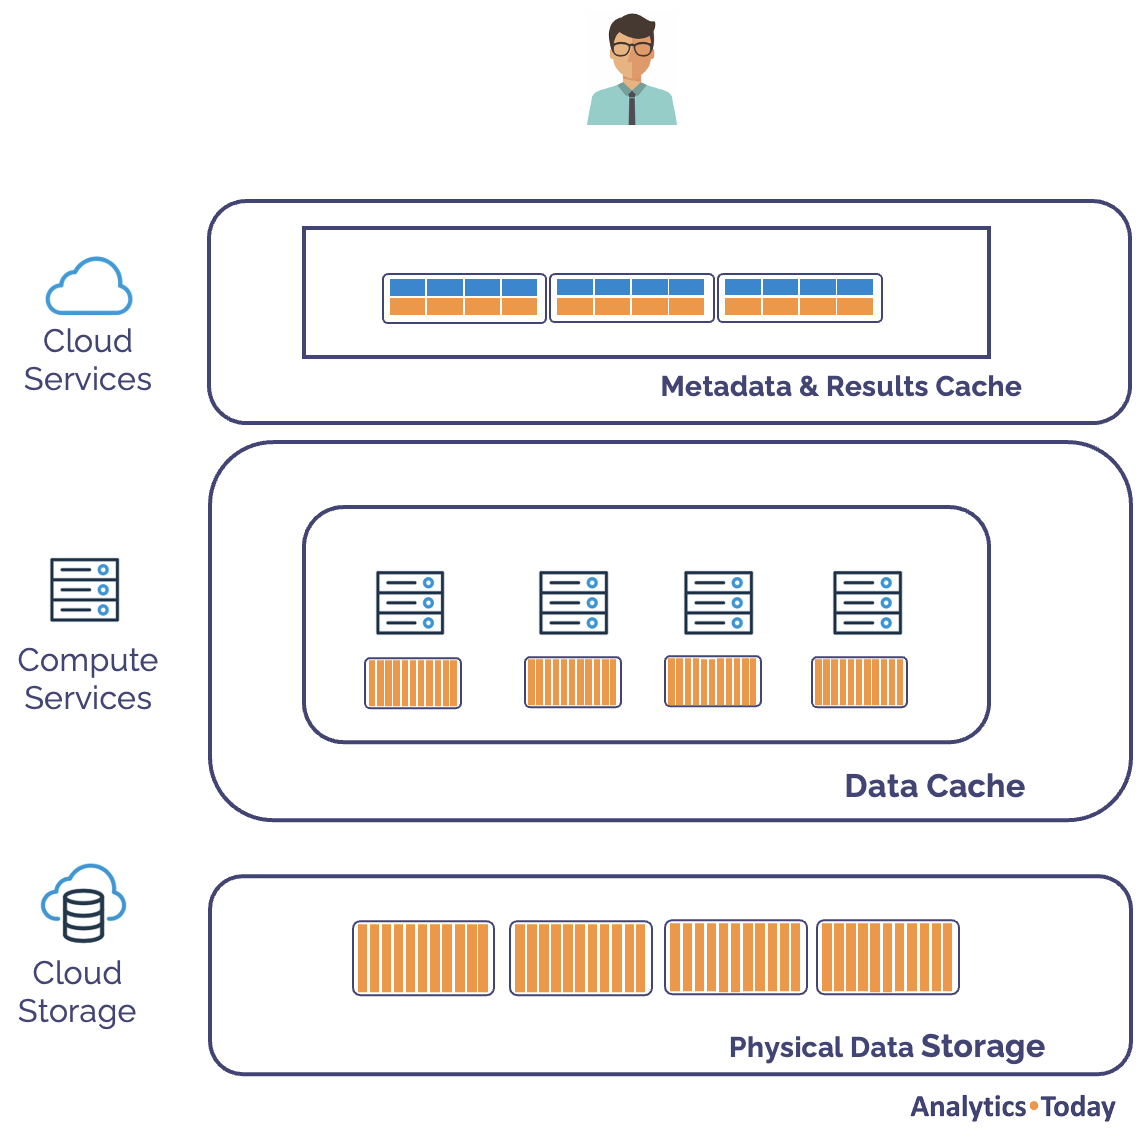 Cloud
Services
Metadata & Results Cache
Compute
Services
Data Cache
Cloud
Storage
Physical Data Storage
Analytics•Today